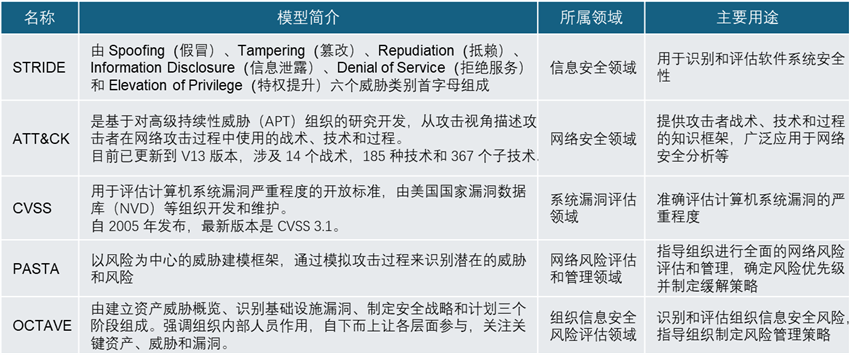 名称 模型简介 所属领域 主要用途
STRIDE
由 Spoofing（假冒）、Tampering（篡改）、Repudiation（抵赖）、
Information Disclosure（信息泄露）、Denial of Service（拒绝服务）
和 Elevation of Privilege（特权提升）六个威胁类别首字母组成
信息安全领域
用于识别和评估软件系统安全
性
ATT&CK
是基于对高级持续性威胁（APT）组织的研究开发，从攻击视角描述攻
击者在网络攻击过程中使用的战术、技术和过程。
目前已更新到 V13 版本，涉及 14 个战术，185 种技术和 367 个子技术.
网络安全领域
提供攻击者战术、技术和过程
的知识框架，广泛应用于网络
安全分析等
CVSS
用于评估计算机系统漏洞严重程度的开放标准，由美国国家漏洞数据
库（NVD）等组织开发和维护。
自 2005 年发布，最新版本是 CVSS 3.1。
系统漏洞评估
领域
准确评估计算机系统漏洞的严
重程度
PASTA
以风险为中心的威胁建模框架，通过模拟攻击过程来识别潜在的威胁
和风险
网络风险评估
和管理领域
指导组织进行全面的网络风险
评估和管理，确定风险优先级
并制定缓解策略
OCTAVE
由建立资产威胁概览、识别基础设施漏洞、制定安全战略和计划三个
阶段组成。强调组织内部人员作用，自下而上让各层面参与，关注关
键资产、威胁和漏洞。
组织信息安全
风险评估领域
识别和评估组织信息安全风险，
指导组织制定风险管理策略